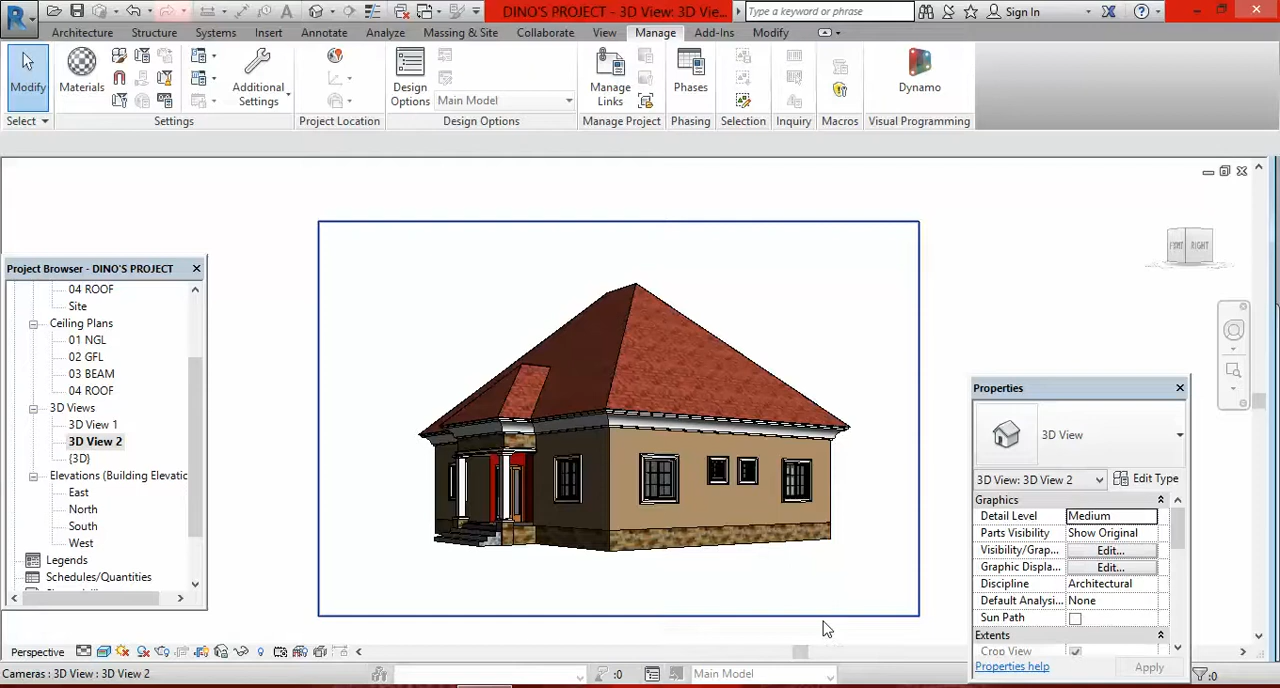 DINO'S PROJECT - 3D View: 3D Vie...
Type a keyword or phrase
Sign In
Architecture Structure Systems Insert Annotate Analyze Massing & Site Collaborate View Manage Add-Ins Modify
Modify
Materials
Additional
Settings
Design
Options
Main Model
Manage
Links
Phases
Dynamo
Select Settings Project Location Design Options Manage Project Phasing Selection Inquiry Macros Visual Programming
FRONT RIGHT
Project Browser - DINO'S PROJECT
04 ROOF
Site
Ceiling Plans
01 NGL
02 GFL
03 BEAM
04 ROOF
3D Views
3D View 1
3D View 2
{3D}
Elevations (Building Elevatio
East
North
South
West
Legends
Schedules/Quantities
Properties
3D View
3D View: 3D View 2 Edit Type
Graphics
Detail Level Medium
Parts Visibility Show Original
Visibility/Grap... Edit...
Graphic Displa... Edit...
Discipline Architectural
Default Analysi... None
Sun Path
Extents
Crop View
Properties help Apply
Perspective
Cameras : 3D View : 3D View 2
:0
Main Model
:0